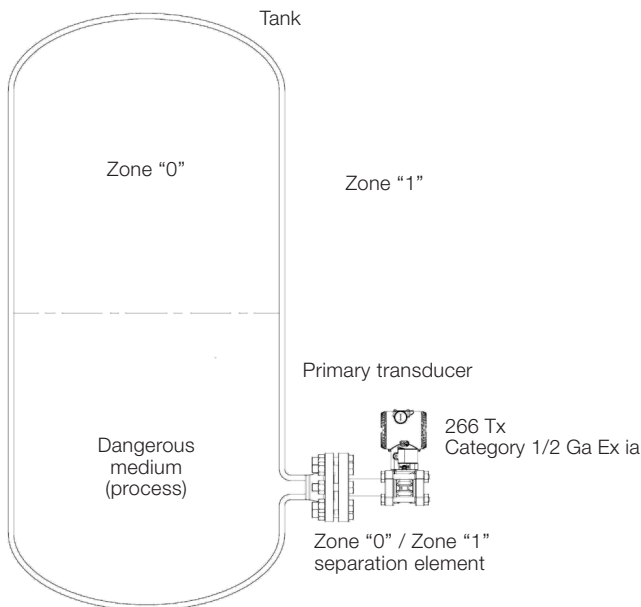 Tank
Zone “0”
Zone “1”
Primary transducer
266 Tx
Category 1/2 Ga Ex ia
Dangerous
medium
(process)
Zone “0” / Zone “1”
separation element